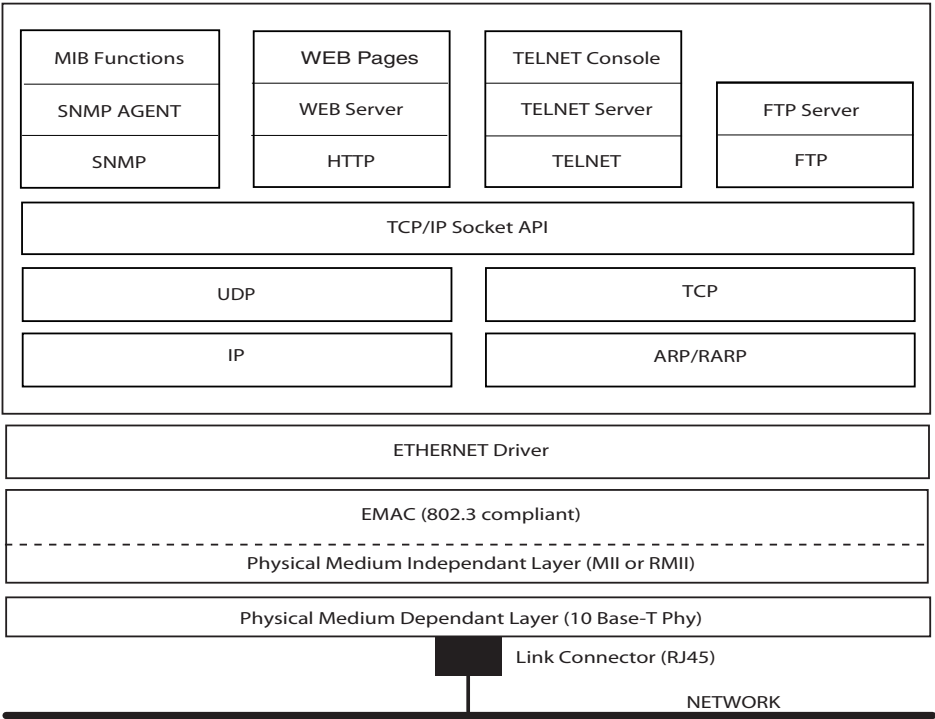 MIB Functions
SNMP AGENT
SNMP
WEB Pages
WEB Server
HTTP
TELNET Console
TELNET Server
TELNET
FTP Server
FTP
TCP/IP Socket API
UDP
TCP
IP
ARP/RARP
ETHERNET Driver
EMAC (802.3 compliant)
Physical Medium Independant Layer (MII or RMII)
Physical Medium Dependant Layer (10 Base-T Phy)
Link Connector (RJ45)
NETWORK